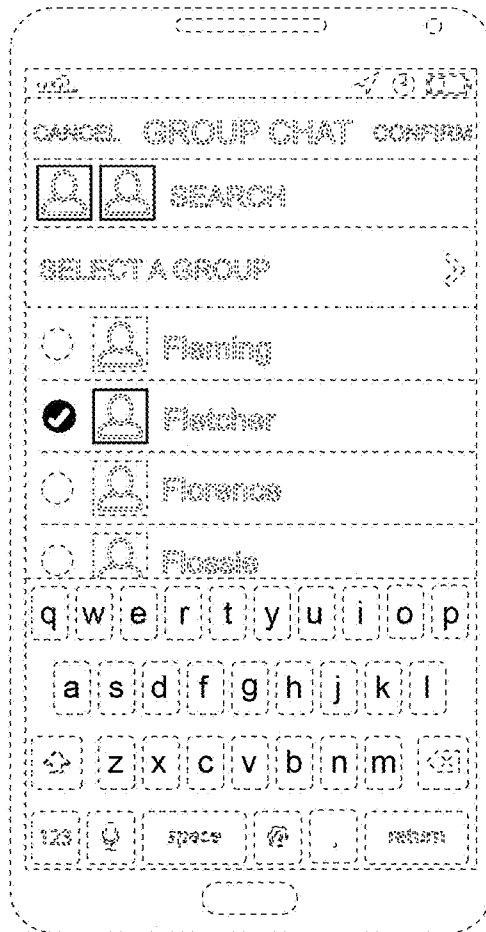 CANCEL GROUP CHAT CONFIRM
SEARCH
SELECT A GROUP
Fleming
Fletcher
Florence
Flossie
q w e r t y u i o p
a s d f g h j k l
z x c v b n m
123 space @ . return